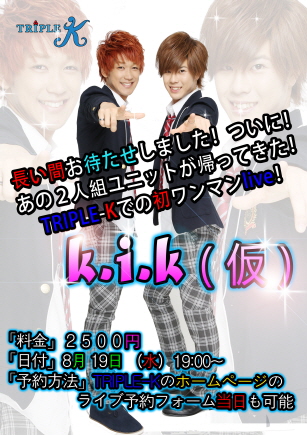 TRIPLE K
長い間お待たせしました！ついに！
あの２人組ユニットが帰ってきた！
TRIPLE-Kでの初ワンマンlive！
k.i.k（仮）
「料金」２５００円
「日付」8月 19日 （水） 19:00～
「予約方法」TRIPLE-Kのホームページの
ライブ予約フォーム当日も可能